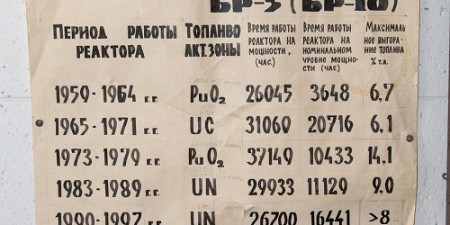 БР-5 (БР-10)
ПЕРИОД РАБОТЫ РЕАКТОРА
ТОПЛИВО АКТ.ЗОНЫ
ВРЕМЯ РАБОТЫ РЕАКТОРА НА МОЩНОСТИ, (ЧАС.)
ВРЕМЯ РАБОТЫ РЕАКТОРА НА НОМИНАЛЬНОМ УРОВНЕ МОЩНОСТИ (ЧАС.)
МАКСИМАЛЬНОЕ ВЫГОРАНИЕ ТОПЛИВА % т.а.
1959-1964 г.г. PuO₂ 26045 3648 6.7
1965-1971 г.г. UC 31060 20716 6.1
1973-1979 г.г. PuO₂ 37149 10433 14.1
1983-1989 г.г. UN 29933 11129 9.0
1990-1997 г.г. UN 26200 16441 >8